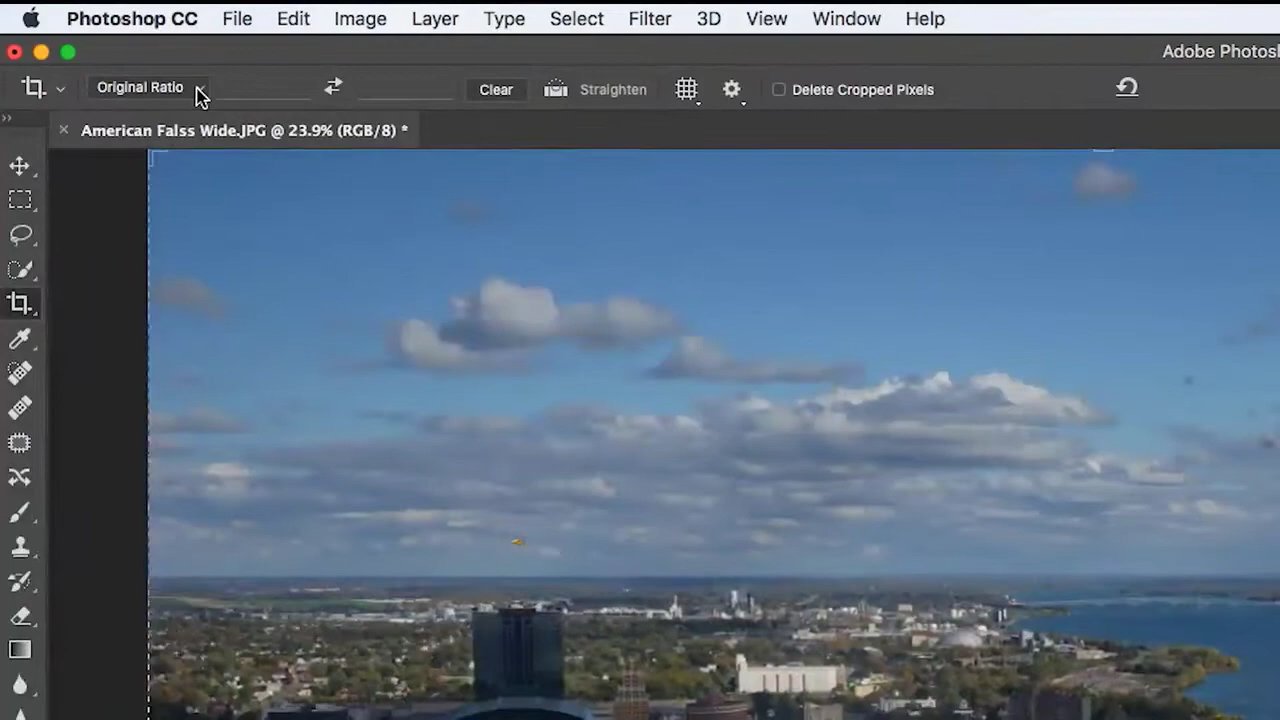 Photoshop CC File Edit Image Layer Type Select Filter 3D View Window Help
Adobe Photos
Original Ratio Clear Straighten Delete Cropped Pixels
American Falss Wide.JPG @ 23.9% (RGB/8) *